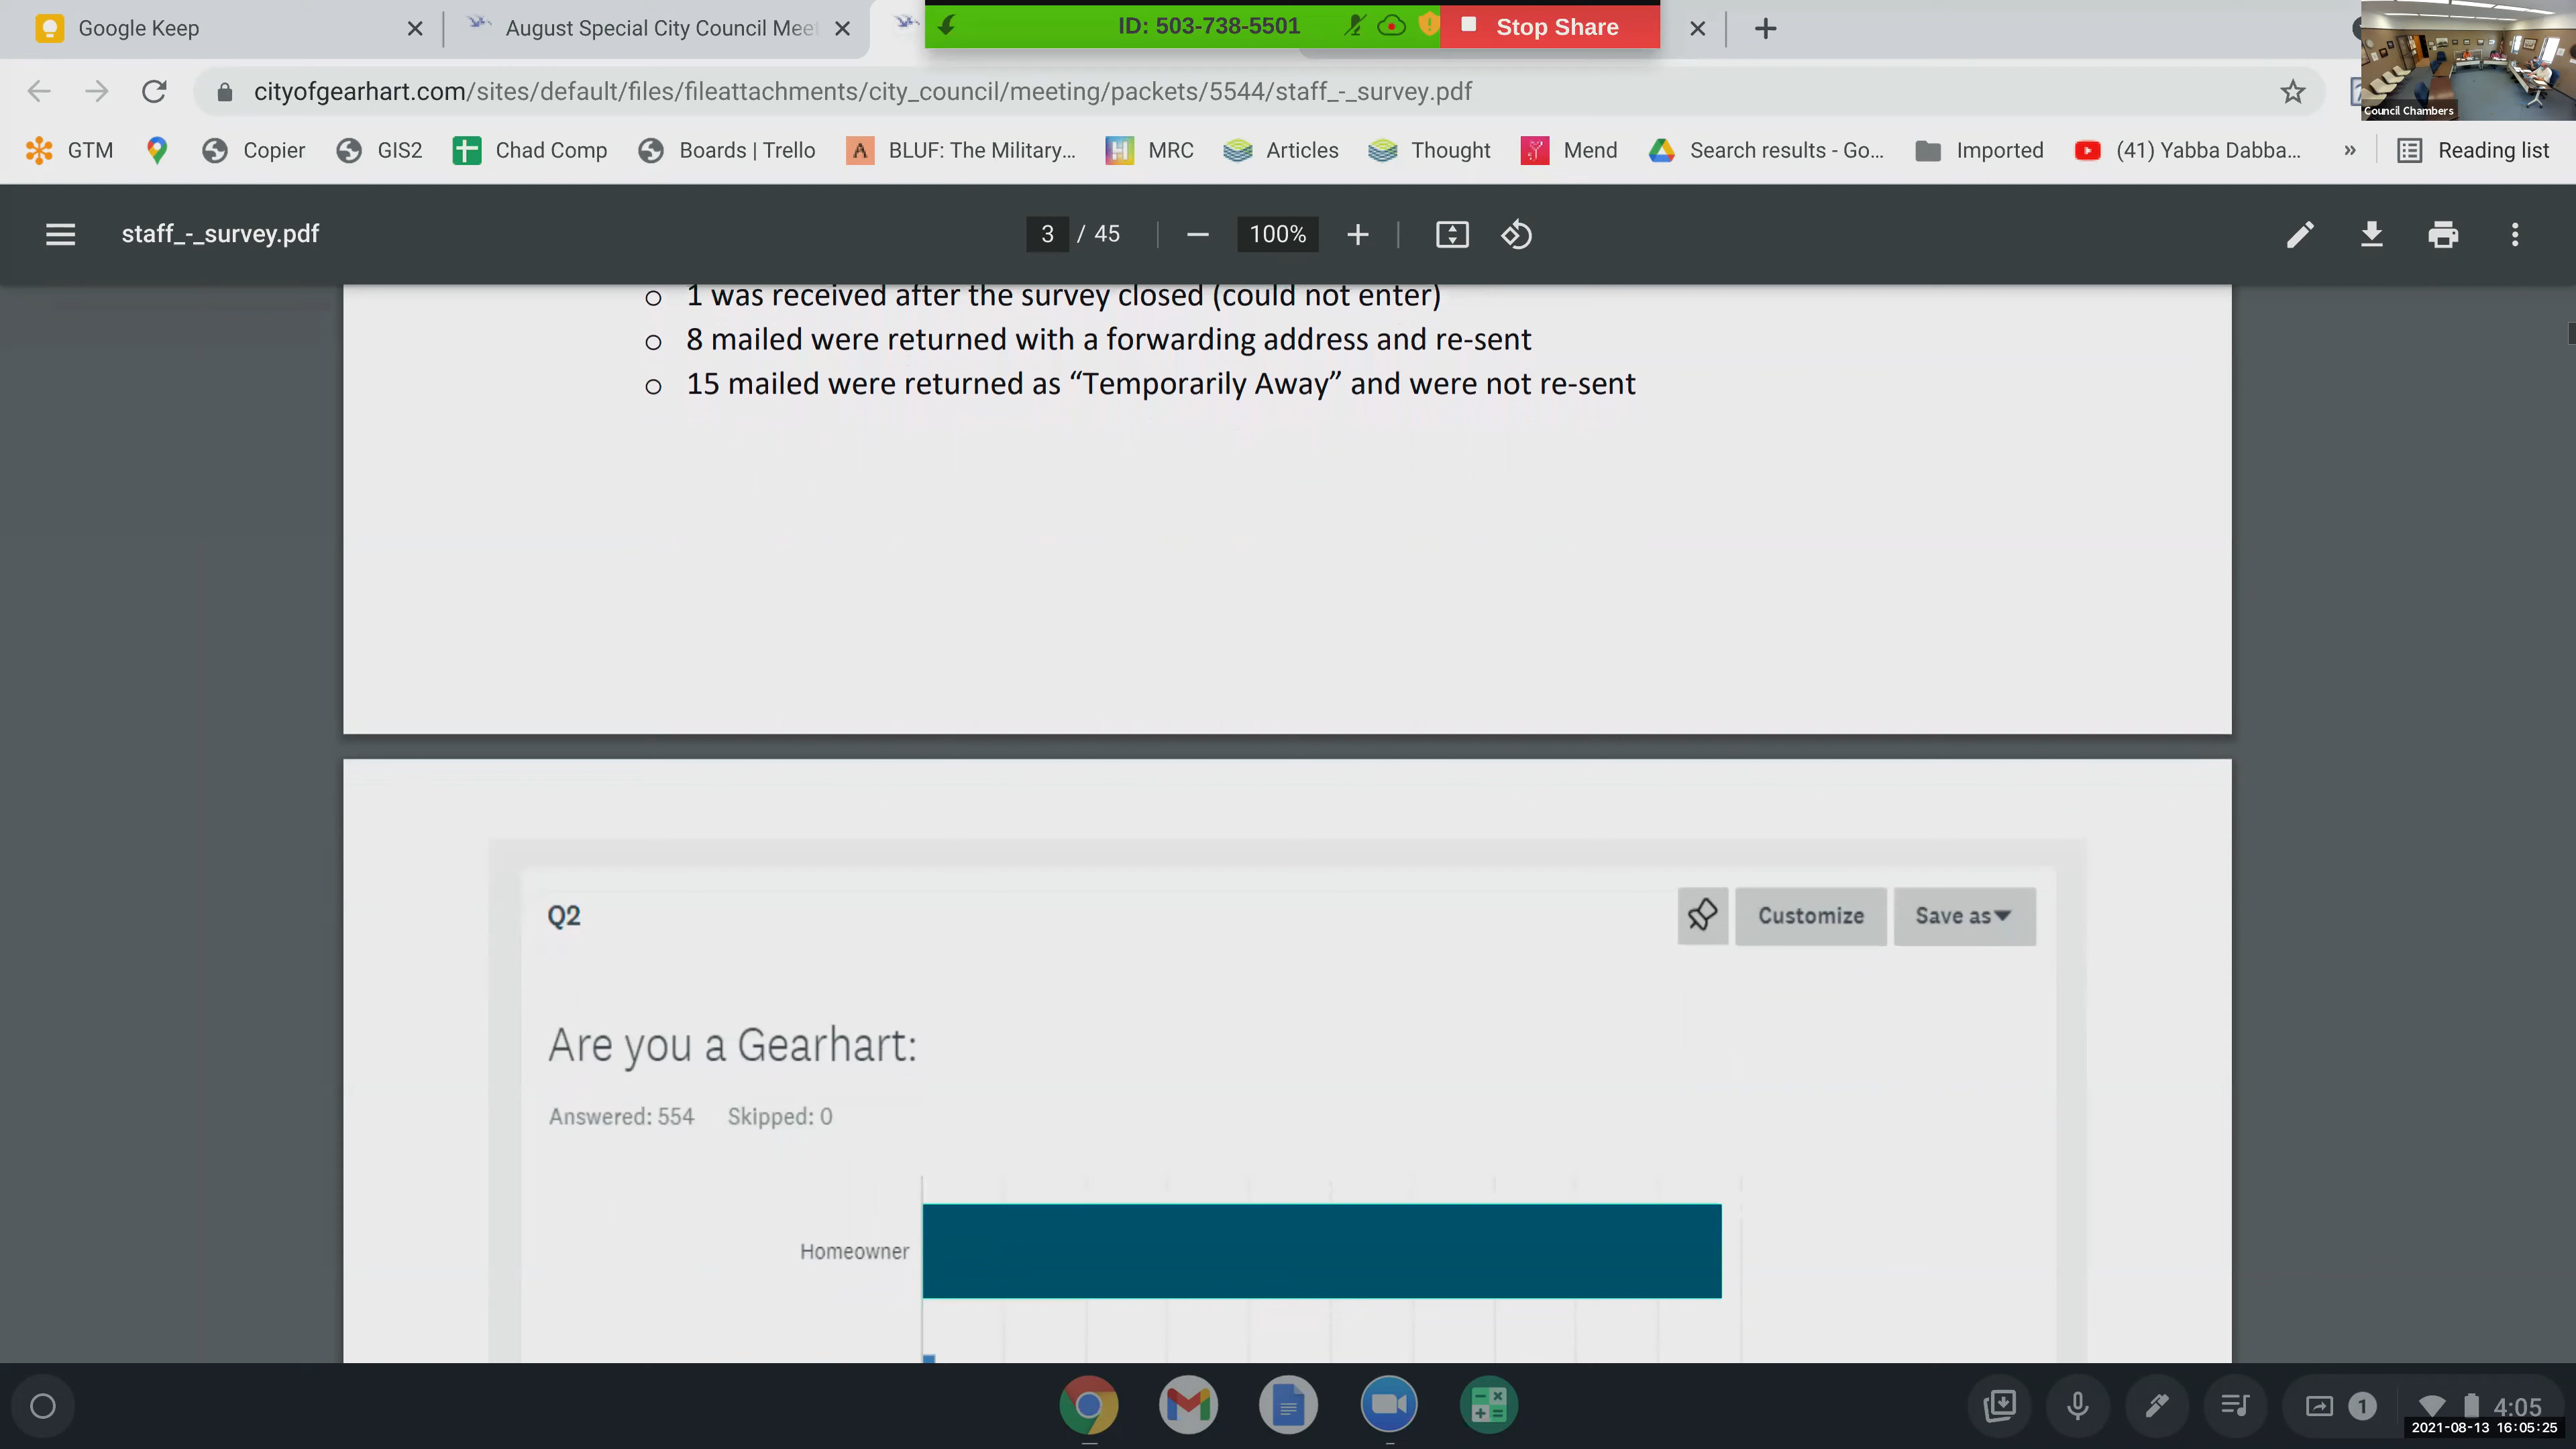 Google Keep
August Special City Council Mee
ID: 503-738-5501
Stop Share
Council Chambers
cityofgearhart.com/sites/default/files/fileattachments/city_council/meeting/packets/5544/staff_-_survey.pdf
GTM
Copier
GIS2
Chad Comp
Boards | Trello
BLUF: The Military...
MRC
Articles
Thought
Mend
Search results - Go...
Imported
(41) Yabba Dabba...
»
Reading list
staff_-_survey.pdf
3 / 45
100%
o 1 was received after the survey closed (could not enter)
o 8 mailed were returned with a forwarding address and re-sent
o 15 mailed were returned as “Temporarily Away” and were not re-sent
Q2
Customize
Save as
Are you a Gearhart:
Answered: 554 Skipped: 0
Homeowner
1
4:05
2021-08-13 16:05:25